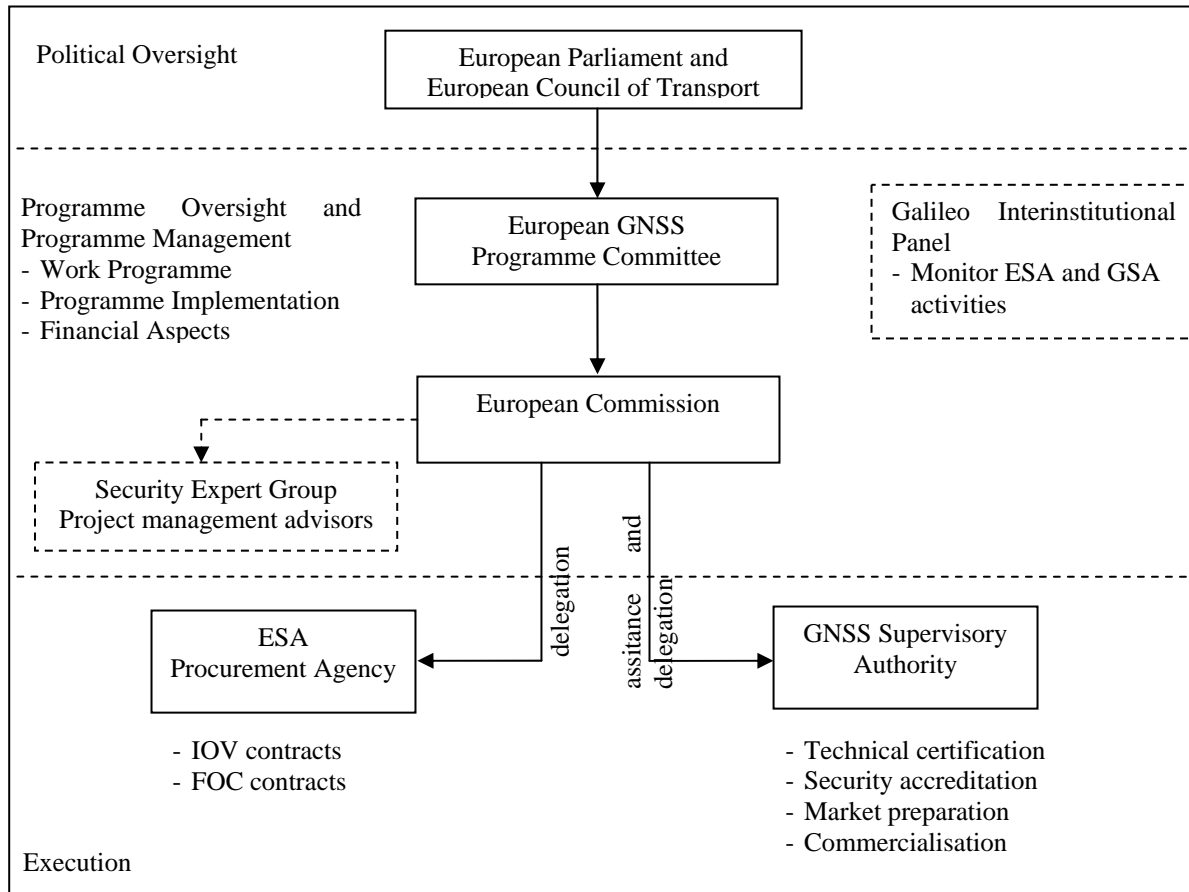 Political Oversight
European Parliament and
European Council of Transport
Programme Oversight and
Programme Management
- Work Programme
- Programme Implementation
- Financial Aspects
European GNSS
Programme Committee
Galileo Interinstitutional
Panel
- Monitor ESA and GSA
activities
European Commission
Security Expert Group
Project management advisors
delegation
assitance and
delegation
ESA
Procurement Agency
GNSS Supervisory
Authority
- IOV contracts
- FOC contracts
- Technical certification
- Security accreditation
- Market preparation
- Commercialisation
Execution